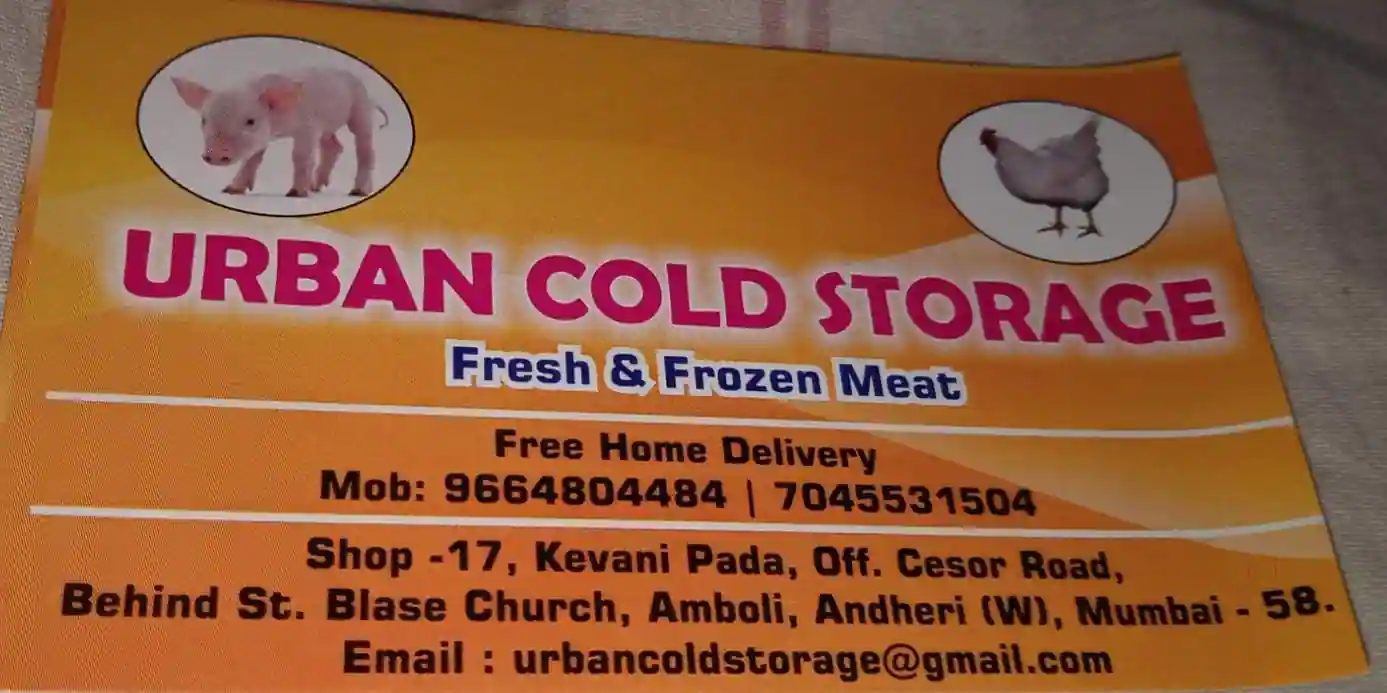 URBAN COLD STORAGE
Fresh & Frozen Meat
Free Home Delivery
Mob: 9664804484 | 7045531504
Shop -17, Kevani Pada, Off. Cesor Road,
Behind St. Blase Church, Amboli, Andheri (W), Mumbai - 58.
Email : urbancoldstorage@gmail.com